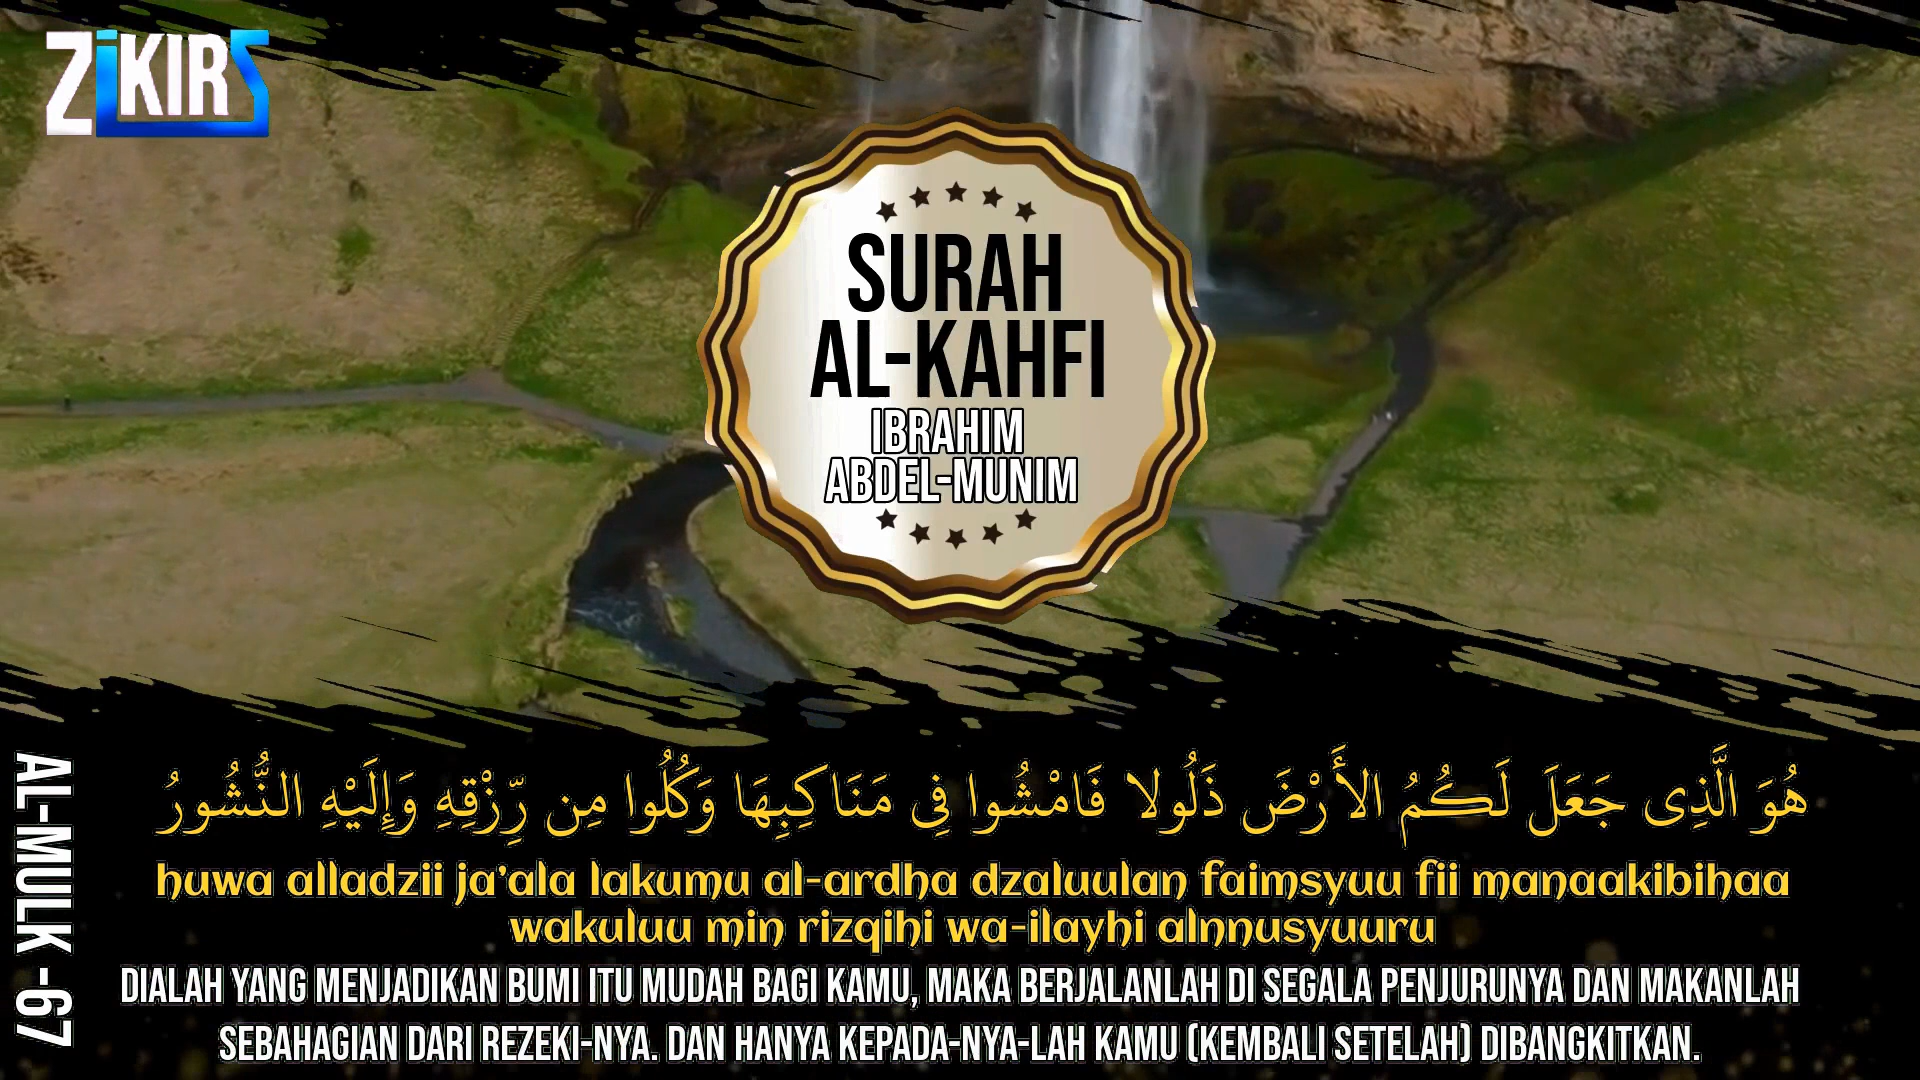 ZIKIRS
SURAH
AL-KAHFI
IBRAHIM
ABDEL-MUNIM
هُوَ الَّذِى جَعَلَ لَكُمُ الأَرْضَ ذَلُولا فَامْشُوا فِى مَنَاكِبِهَا وَكُلُوا مِن رِّزْقِهِ وَإِلَيْهِ النُّشُورُ
huwa alladzii ja'ala lakumu al-ardha dzaluulan faimsyuu fii manaakibihaa
wakuluu min rizqihi wa-ilayhi alnnusyuuru
DIALAH YANG MENJADIKAN BUMI ITU MUDAH BAGI KAMU, MAKA BERJALANLAH DI SEGALA PENJURUNYA DAN MAKANLAH
SEBAHAGIAN DARI REZEKI-NYA. DAN HANYA KEPADA-NYA-LAH KAMU (KEMBALI SETELAH) DIBANGKITKAN.
AL-MULK -67